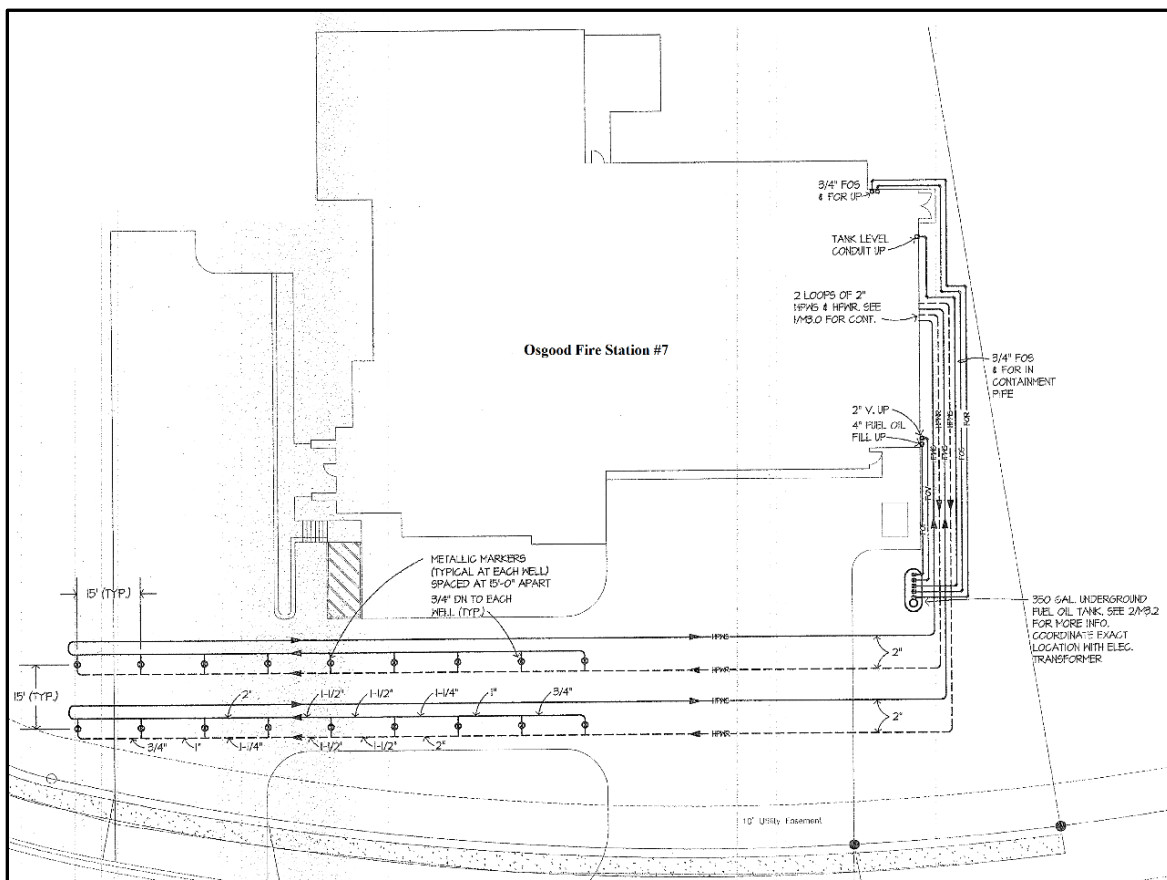 3/4" FOS
& FOR UP
TANK LEVEL
CONDUIT UP
2 LOOPS OF 2"
HPWS & HPWR. SEE
1/M3.0 FOR CONT.
Osgood Fire Station #7
3/4" FOS
& FOR IN
CONTAINMENT
PIPE
2" V. UP
4" FUEL OIL
FILL UP
HPWS
HPWR
HPWS
HPWS
FOS
FOR
FOV
METALLIC MARKERS
(TYPICAL AT EACH WELL)
SPACED AT 15'-0" APART
3/4" DN TO EACH
WELL (TYP.)
15' (TYP.)
350 GAL. UNDERGROUND
FUEL OIL TANK. SEE 2/M3.2
FOR MORE INFO.
COORDINATE EXACT
LOCATION WITH ELEC.
TRANSFORMER
HPWS
2"
HPWR
15' (TYP.)
2" 1-1/2" 1-1/2" 1-1/4" 1" 3/4"
HPWS
2"
HPWR
3/4" 1" 1-1/4" 1-1/2" 1-1/2" 2"
10' Utility Easement